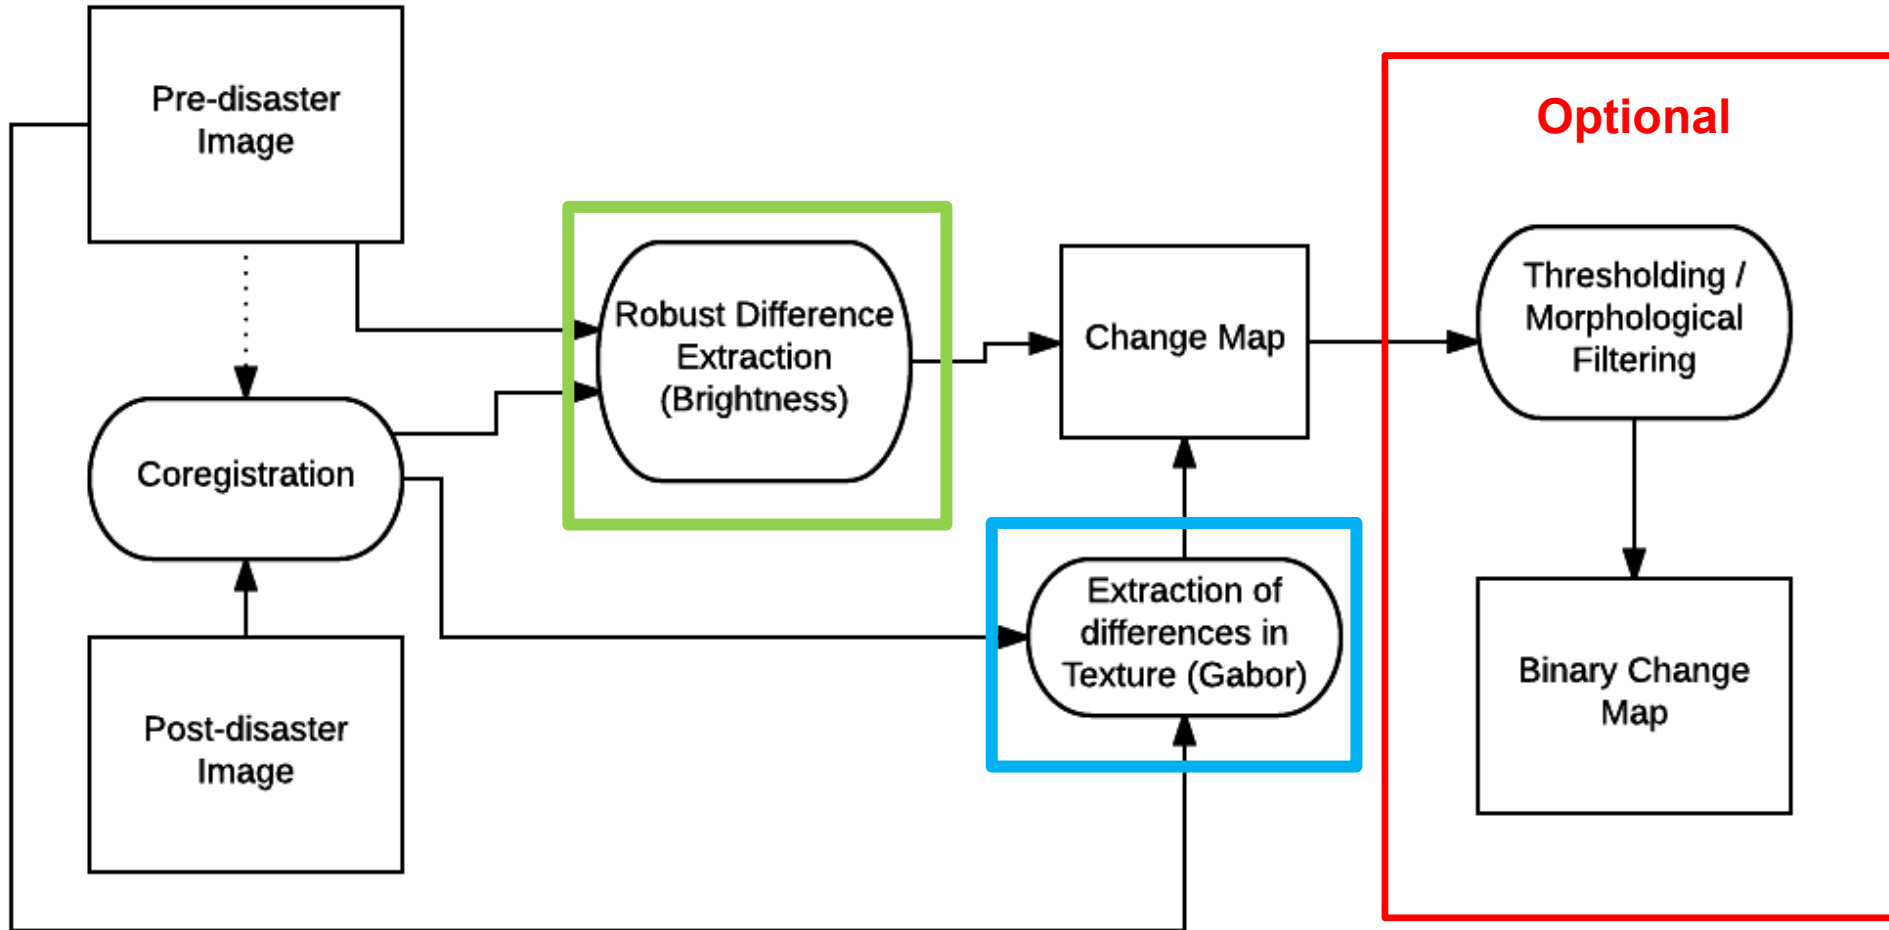 Pre-disaster
Image
Optional
Robust Difference
Extraction
(Brightness)
Change Map
Thresholding /
Morphological
Filtering
Coregistration
Extraction of
differences in
Texture (Gabor)
Post-disaster
Image
Binary Change
Map